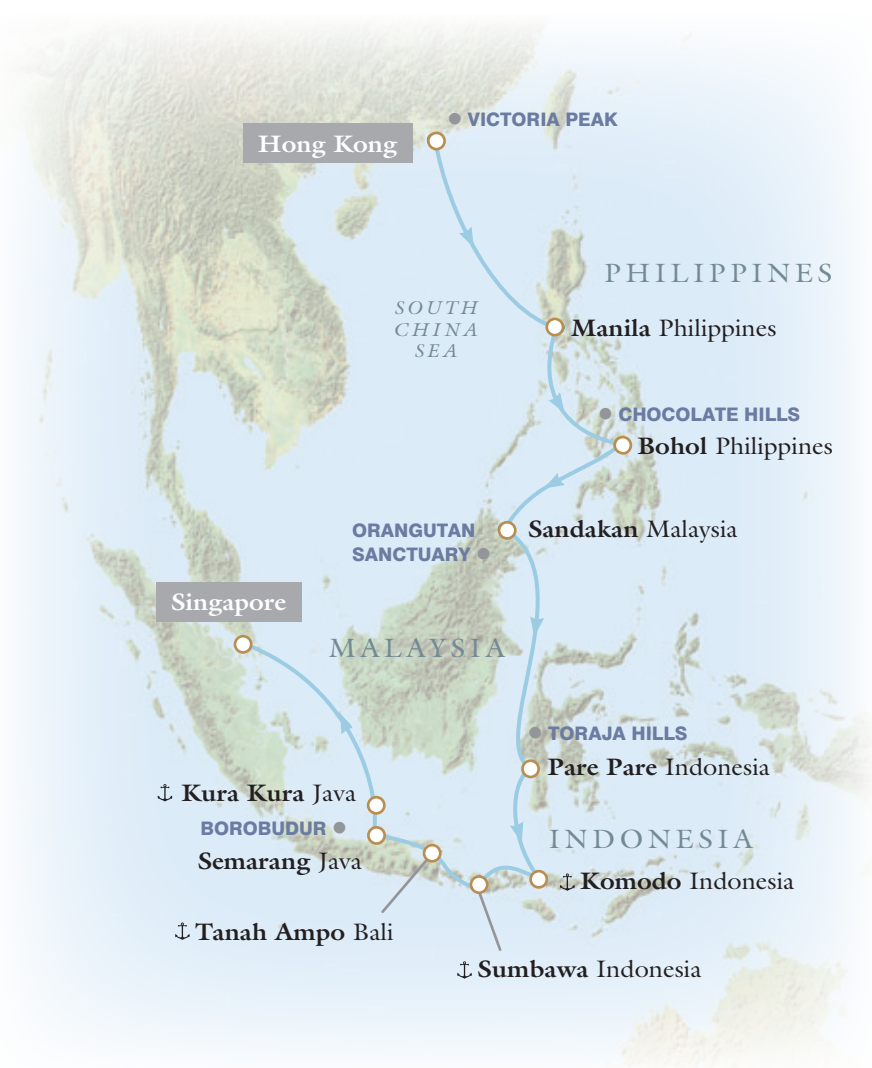 VICTORIA PEAK
Hong Kong
PHILIPPINES
SOUTH
CHINA
SEA
Manila Philippines
CHOCOLATE HILLS
Bohol Philippines
ORANGUTAN
SANCTUARY
Sandakan Malaysia
Singapore
MALAYSIA
TORAJA HILLS
Pare Pare Indonesia
Kura Kura Java
BOROBUDUR
Semarang Java
INDONESIA
Komodo Indonesia
Tanah Ampo Bali
Sumbawa Indonesia